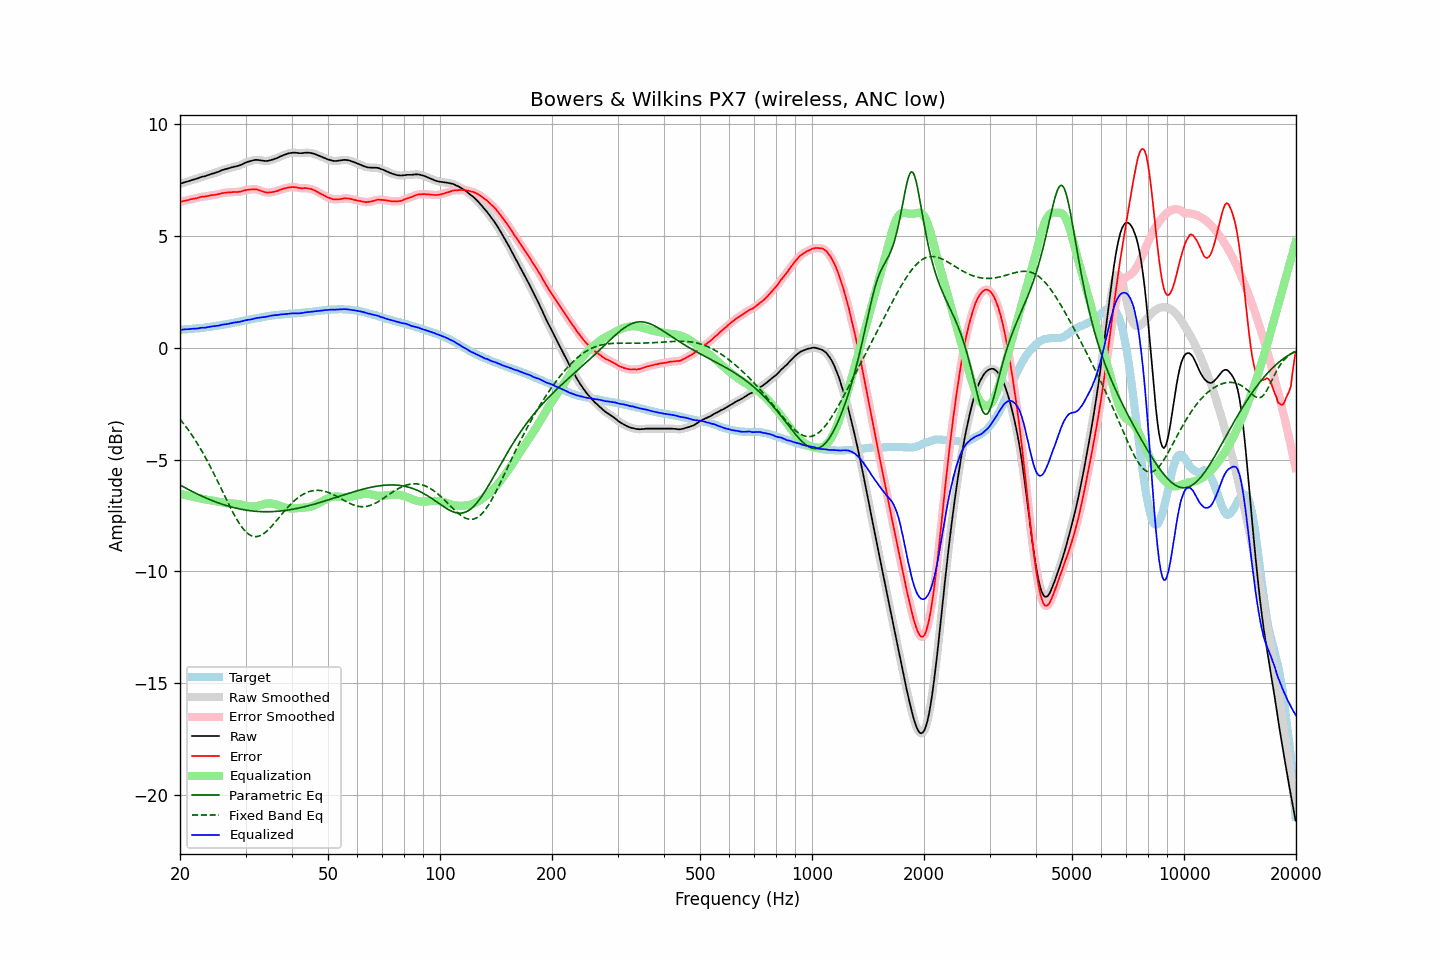 Bowers & Wilkins PX7 (wireless, ANC low)
Amplitude (dBr)
10
5
0
−5
−10
−15
−20
Target
Raw Smoothed
Error Smoothed
Raw
Error
Equalization
Parametric Eq
Fixed Band Eq
Equalized
20 50 100 200 500 1000 2000 5000 10000 20000
Frequency (Hz)